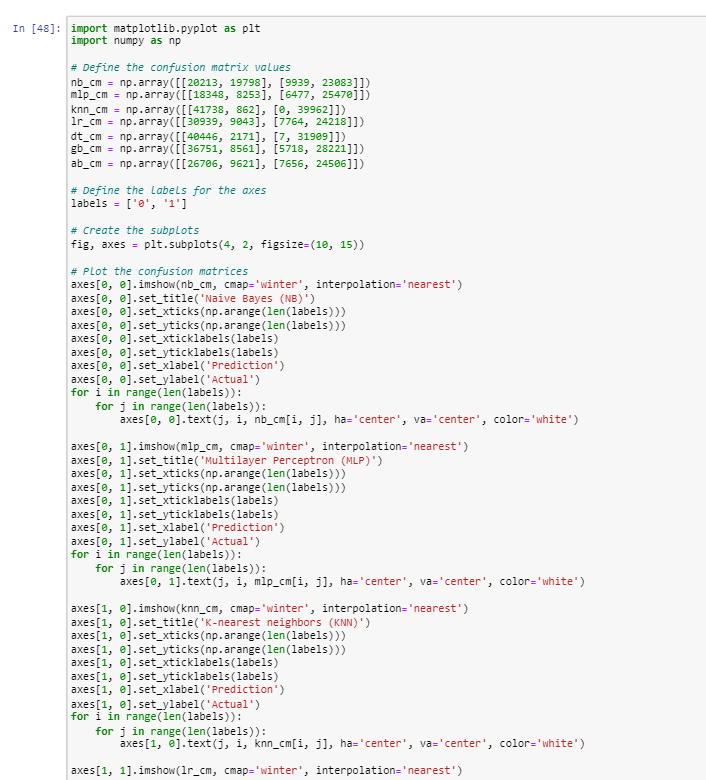 In [48]: import matplotlib.pyplot as plt
import numpy as np

# Define the confusion matrix values
nb_cm = np.array([[20213, 19798], [9939, 23083]])
mlp_cm = np.array([[18348, 8253], [6477, 25470]])
knn_cm = np.array([[41738, 862], [0, 39962]])
lr_cm = np.array([[30939, 9043], [7764, 24218]])
dt_cm = np.array([[40446, 2171], [7, 31909]])
gb_cm = np.array([[36751, 8561], [5718, 28221]])
ab_cm = np.array([[26706, 9621], [7656, 24506]])

# Define the labels for the axes
labels = ['0', '1']

# Create the subplots
fig, axes = plt.subplots(4, 2, figsize=(10, 15))

# Plot the confusion matrices
axes[0, 0].imshow(nb_cm, cmap='winter', interpolation='nearest')
axes[0, 0].set_title('Naive Bayes (NB)')
axes[0, 0].set_xticks(np.arange(len(labels)))
axes[0, 0].set_yticks(np.arange(len(labels)))
axes[0, 0].set_xticklabels(labels)
axes[0, 0].set_yticklabels(labels)
axes[0, 0].set_xlabel('Prediction')
axes[0, 0].set_ylabel('Actual')
for i in range(len(labels)):
    for j in range(len(labels)):
        axes[0, 0].text(j, i, nb_cm[i, j], ha='center', va='center', color='white')

axes[0, 1].imshow(mlp_cm, cmap='winter', interpolation='nearest')
axes[0, 1].set_title('Multilayer Perceptron (MLP)')
axes[0, 1].set_xticks(np.arange(len(labels)))
axes[0, 1].set_yticks(np.arange(len(labels)))
axes[0, 1].set_xticklabels(labels)
axes[0, 1].set_yticklabels(labels)
axes[0, 1].set_xlabel('Prediction')
axes[0, 1].set_ylabel('Actual')
for i in range(len(labels)):
    for j in range(len(labels)):
        axes[0, 1].text(j, i, mlp_cm[i, j], ha='center', va='center', color='white')

axes[1, 0].imshow(knn_cm, cmap='winter', interpolation='nearest')
axes[1, 0].set_title('K-nearest neighbors (KNN)')
axes[1, 0].set_xticks(np.arange(len(labels)))
axes[1, 0].set_yticks(np.arange(len(labels)))
axes[1, 0].set_xticklabels(labels)
axes[1, 0].set_yticklabels(labels)
axes[1, 0].set_xlabel('Prediction')
axes[1, 0].set_ylabel('Actual')
for i in range(len(labels)):
    for j in range(len(labels)):
        axes[1, 0].text(j, i, knn_cm[i, j], ha='center', va='center', color='white')

axes[1, 1].imshow(lr_cm, cmap='winter', interpolation='nearest')